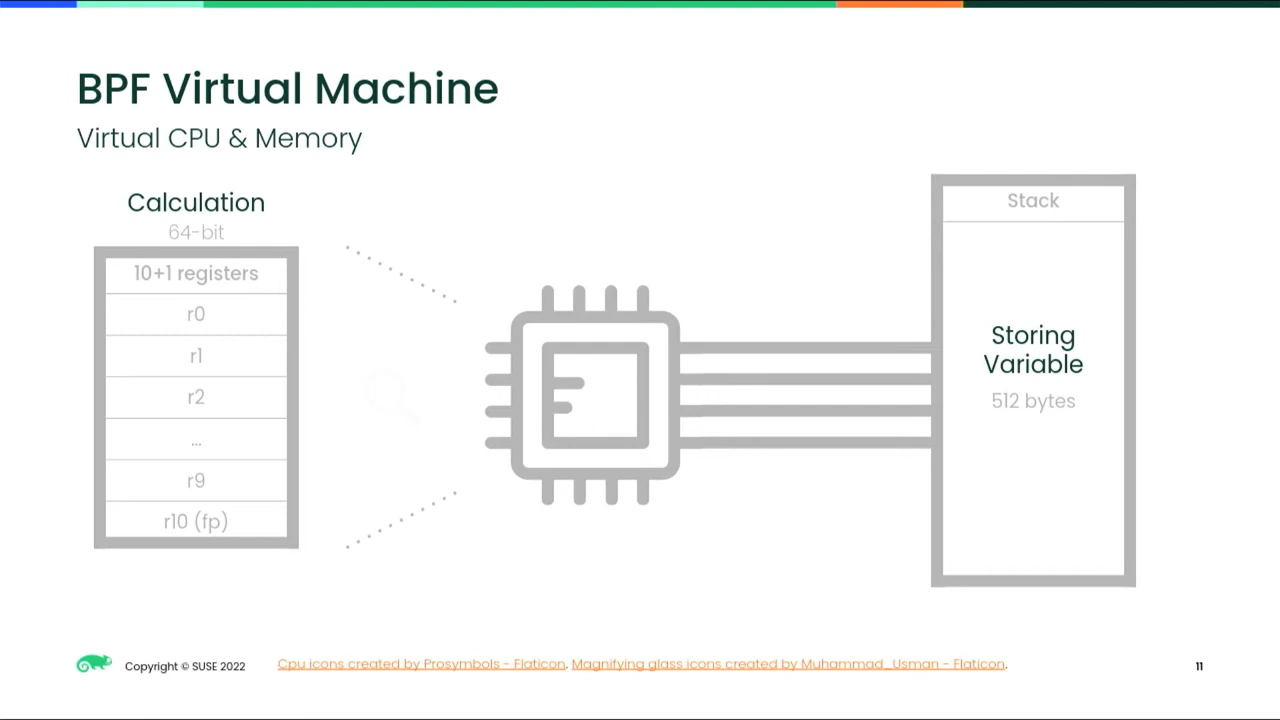 BPF Virtual Machine
Virtual CPU & Memory
Calculation
64-bit
10+1 registers
r0
r1
r2
...
r9
r10 (fp)
Stack
Storing
Variable
512 bytes
Copyright © SUSE 2022
Cpu icons created by Prosymbols - Flaticon. Magnifying glass icons created by Muhammad_Usman - Flaticon.
11